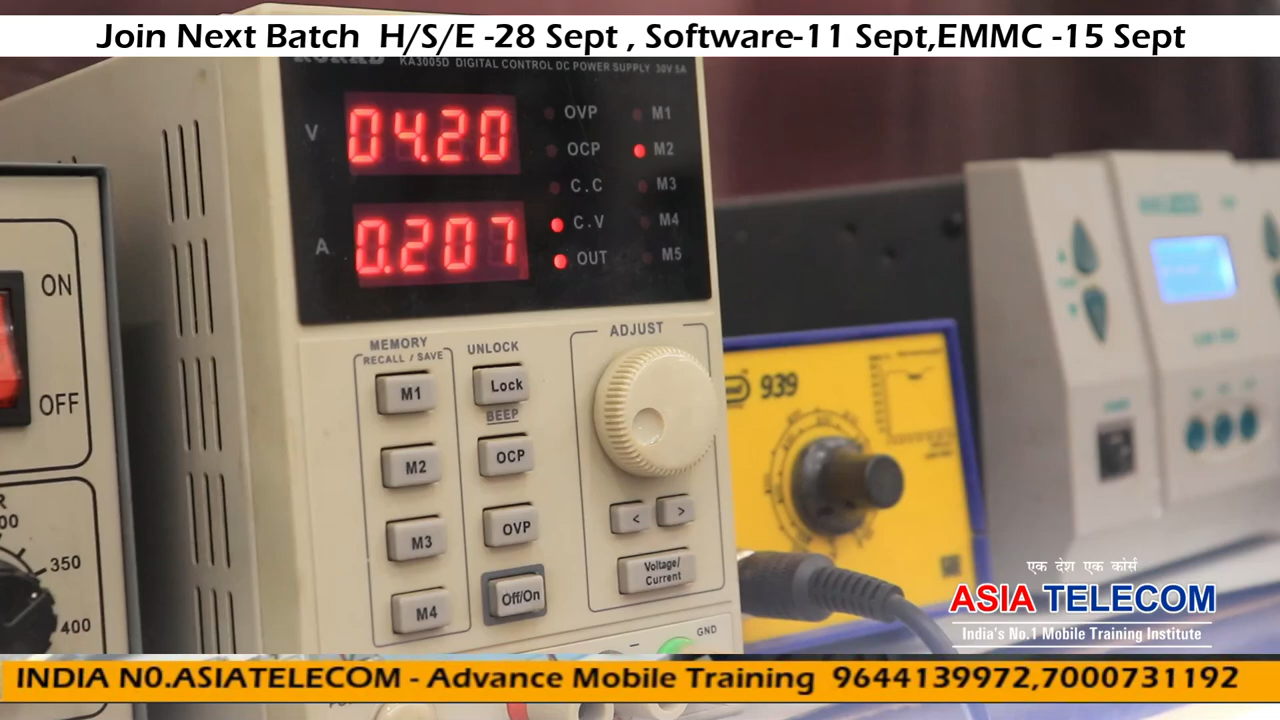 Join Next Batch H/S/E -28 Sept , Software-11 Sept,EMMC -15 Sept
KA3005D DIGITAL CONTROL DC POWER SUPPLY 30V 5A
V 04.20
A 0.207
OVP M1
OCP M2
C.C M3
C.V M4
OUT M5
ON
OFF
350
400
MEMORY
RECALL / SAVE
M1
M2
M3
M4
UNLOCK
Lock
BEEP
OCP
OVP
Off/On
ADJUST
< >
Voltage/
Current
GND
939
एक देश एक कोर्स
ASIA TELECOM
India's No.1 Mobile Training Institute
INDIA N0.ASIATELECOM - Advance Mobile Training 9644139972,7000731192